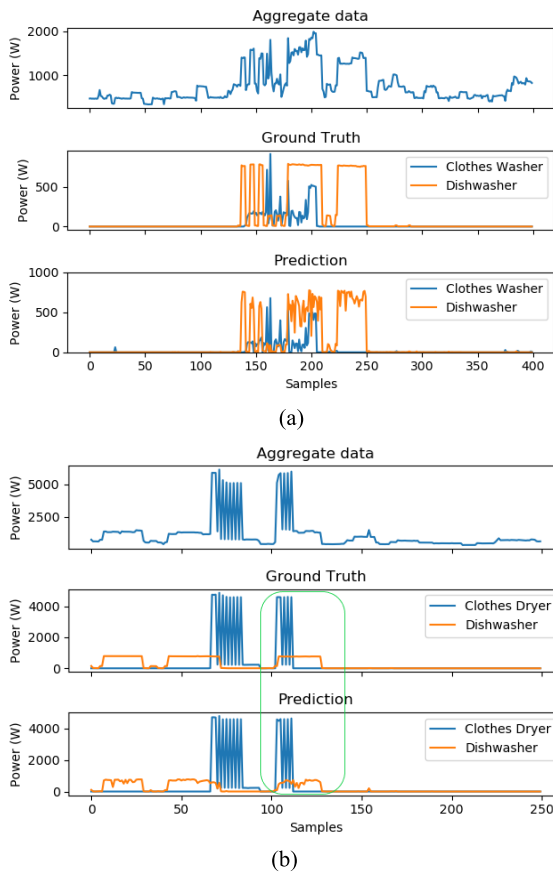 Aggregate data
Power (W)
2000
1000
Ground Truth
Power (W)
500
0
Clothes Washer
Dishwasher
Prediction
Power (W)
1000
500
0
Clothes Washer
Dishwasher
0 50 100 150 200 250 300 350 400
Samples
(a)
Aggregate data
Power (W)
5000
2500
Ground Truth
Power (W)
4000
2000
0
Clothes Dryer
Dishwasher
Prediction
Power (W)
4000
2000
0
Clothes Dryer
Dishwasher
0 50 100 150 200 250
Samples
(b)